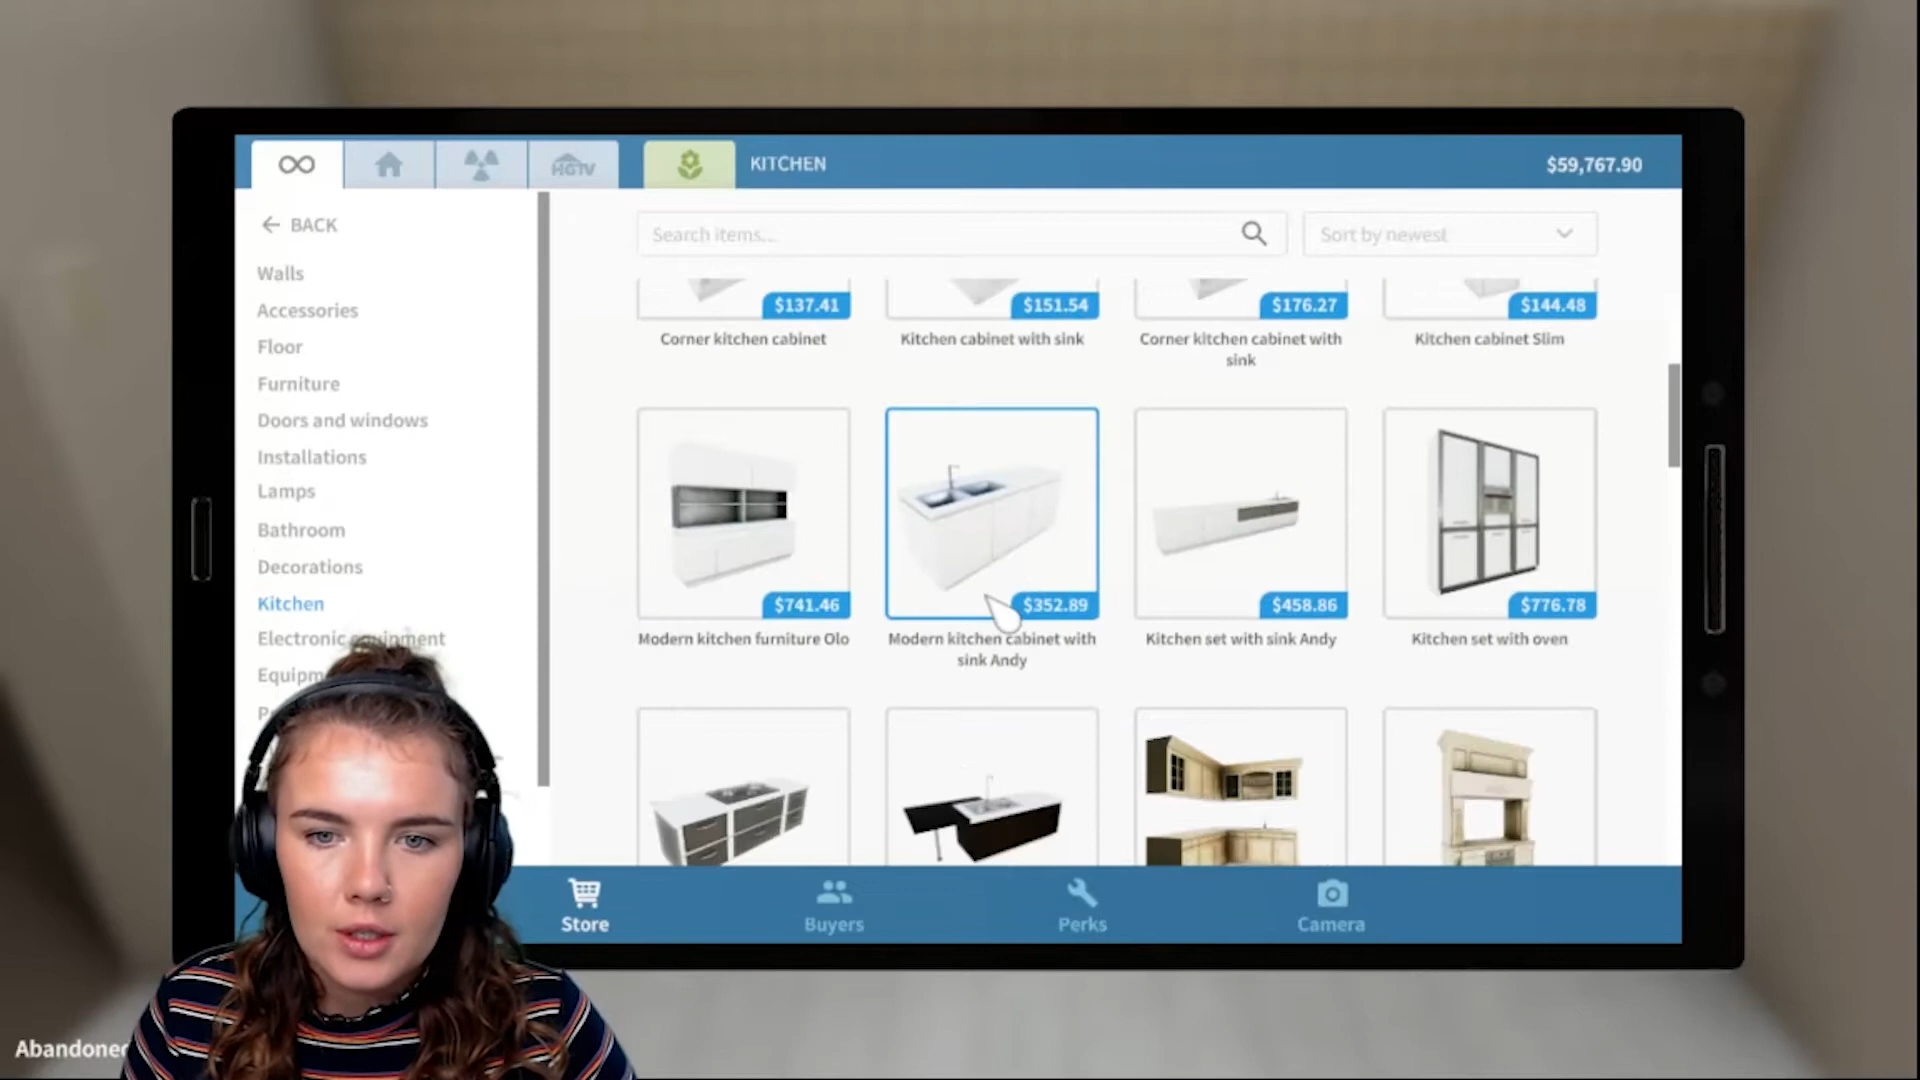 HGTV
KITCHEN
$59,767.90
BACK
Search items...
Sort by newest
Walls
Accessories
Floor
Furniture
Doors and windows
Installations
Lamps
Bathroom
Decorations
Kitchen
Electronic equipment
$137.41
$151.54
$176.27
$144.48
Corner kitchen cabinet
Kitchen cabinet with sink
Corner kitchen cabinet with
sink
Kitchen cabinet Slim
$741.46
$352.89
$458.86
$776.78
Modern kitchen furniture Olo
Modern kitchen cabinet with
sink Andy
Kitchen set with sink Andy
Kitchen set with oven
Store
Buyers
Perks
Camera
Abandoned